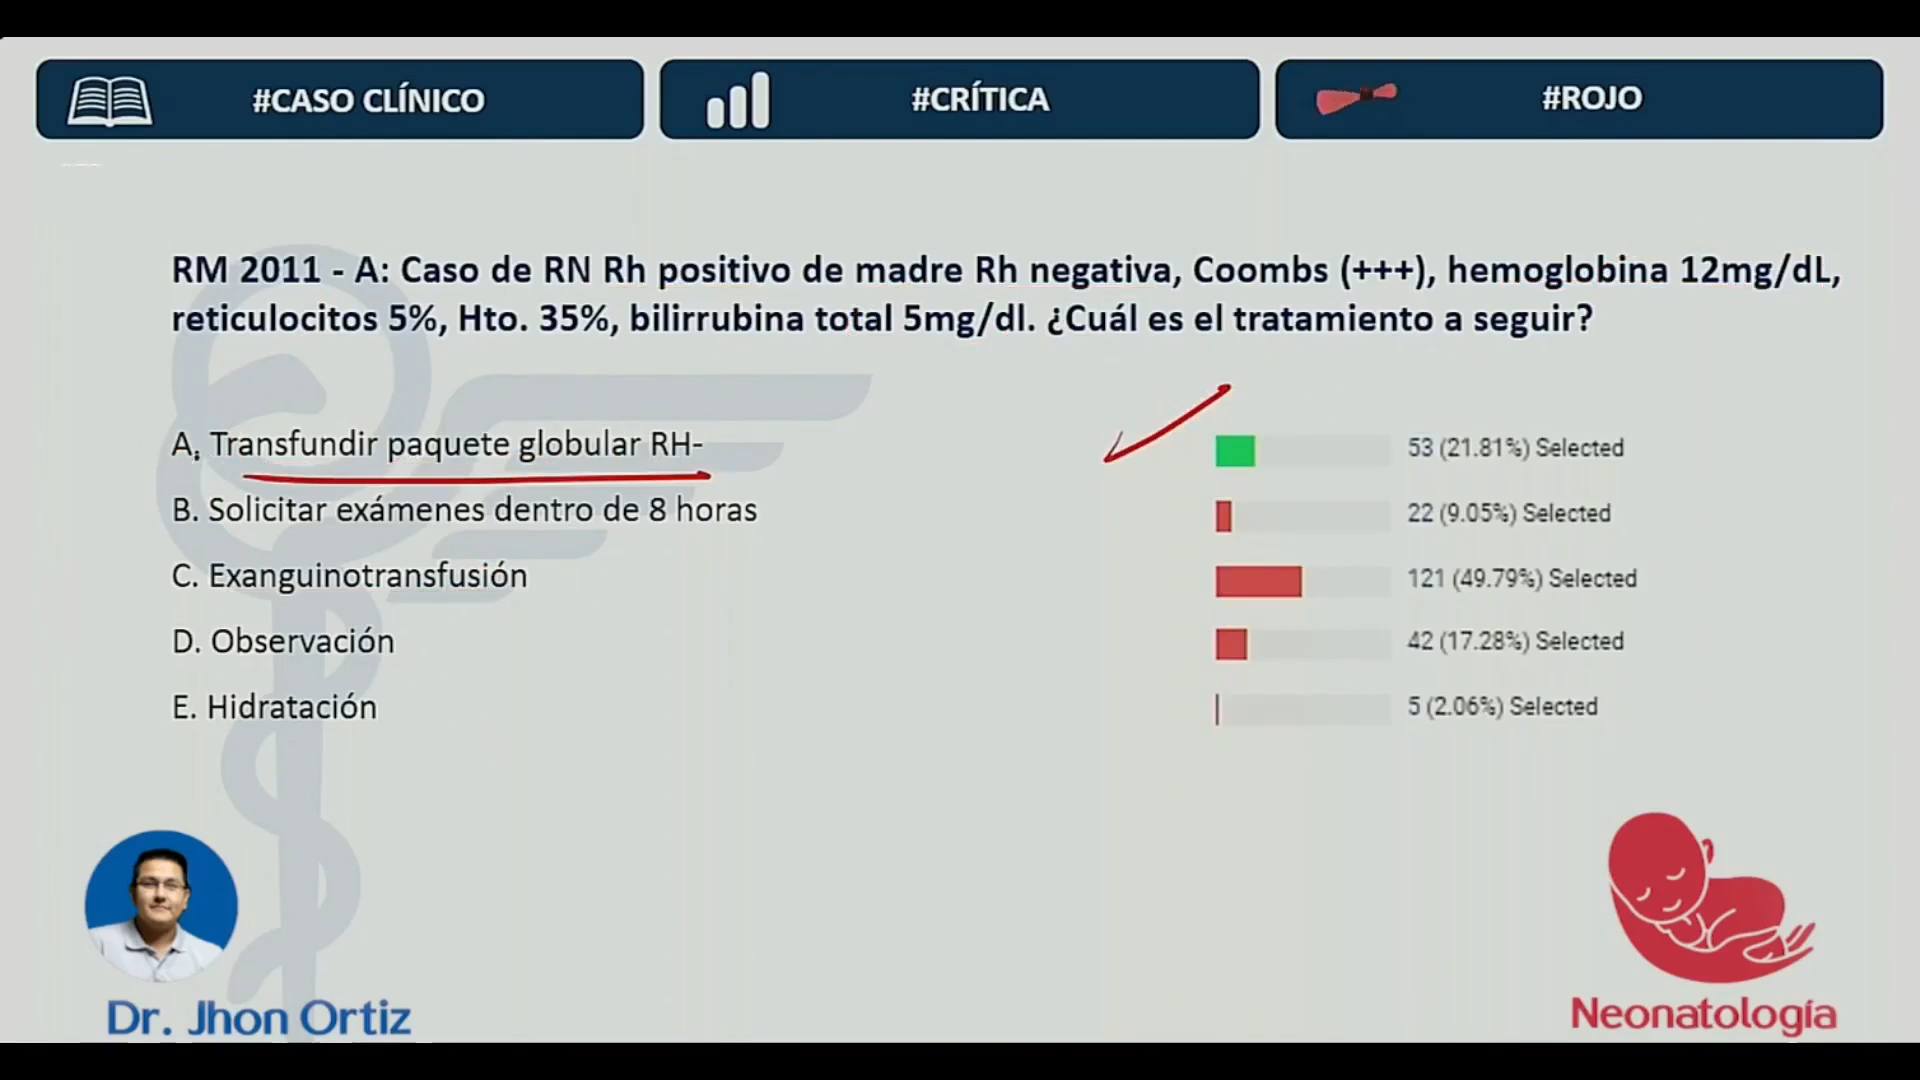 #CASO CLÍNICO
#CRÍTICA
#ROJO
RM 2011 - A: Caso de RN Rh positivo de madre Rh negativa, Coombs (+++), hemoglobina 12mg/dL,
reticulocitos 5%, Hto. 35%, bilirrubina total 5mg/dl. ¿Cuál es el tratamiento a seguir?
A. Transfundir paquete globular RH-
53 (21.81%) Selected
B. Solicitar exámenes dentro de 8 horas
22 (9.05%) Selected
C. Exanguinotransfusión
121 (49.79%) Selected
D. Observación
42 (17.28%) Selected
E. Hidratación
5 (2.06%) Selected
Dr. Jhon Ortiz
Neonatología